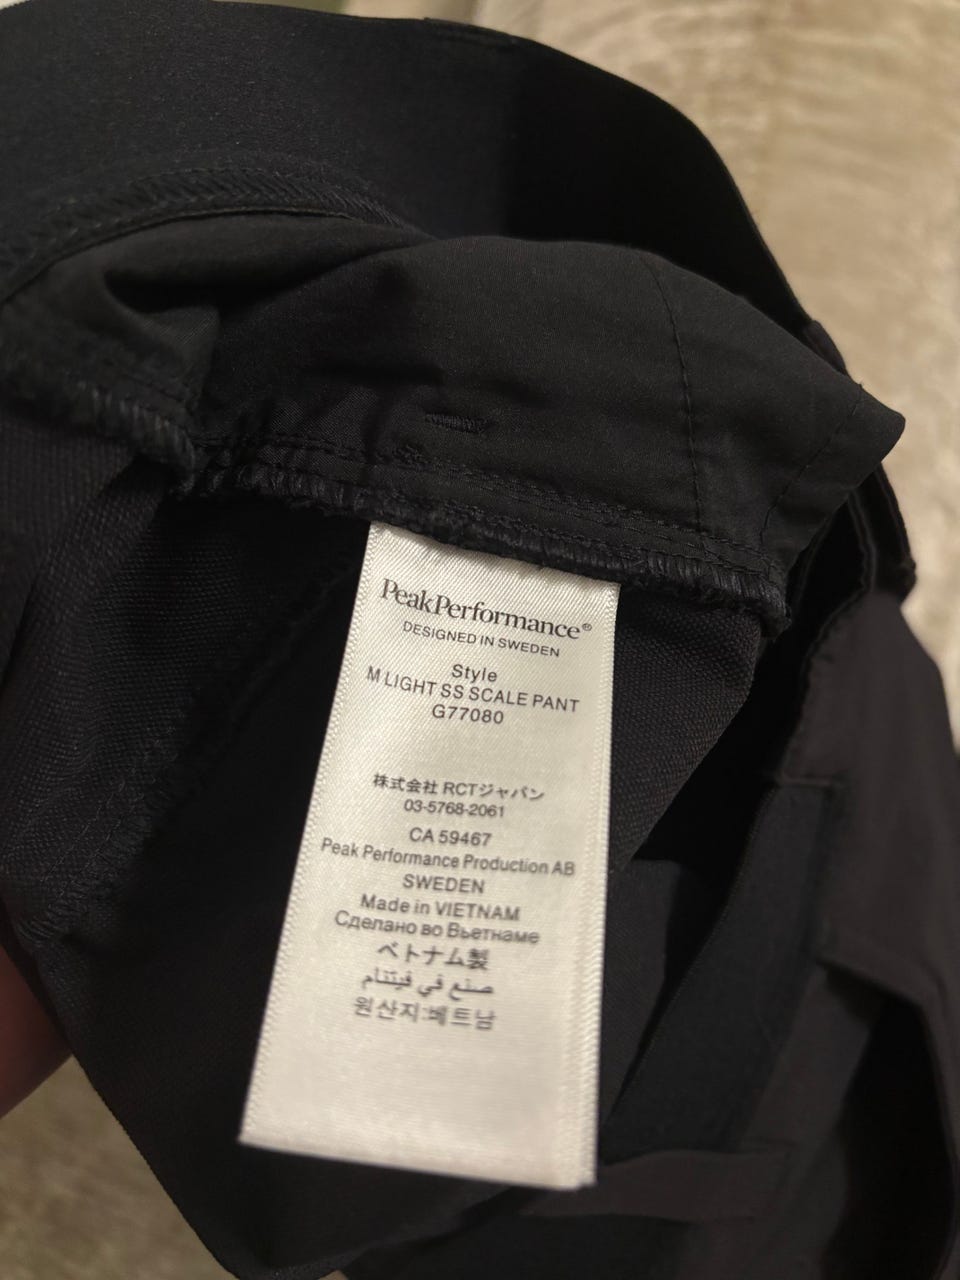 PeakPerformance®
DESIGNED IN SWEDEN
Style
M LIGHT SS SCALE PANT
G77080
株式会社 RCTジャパン
03-5768-2061
CA 59467
Peak Performance Production AB
SWEDEN
Made in VIETNAM
Сделано во Вьетнаме
ベトナム製
صنع في فيتنام
원산지:베트남